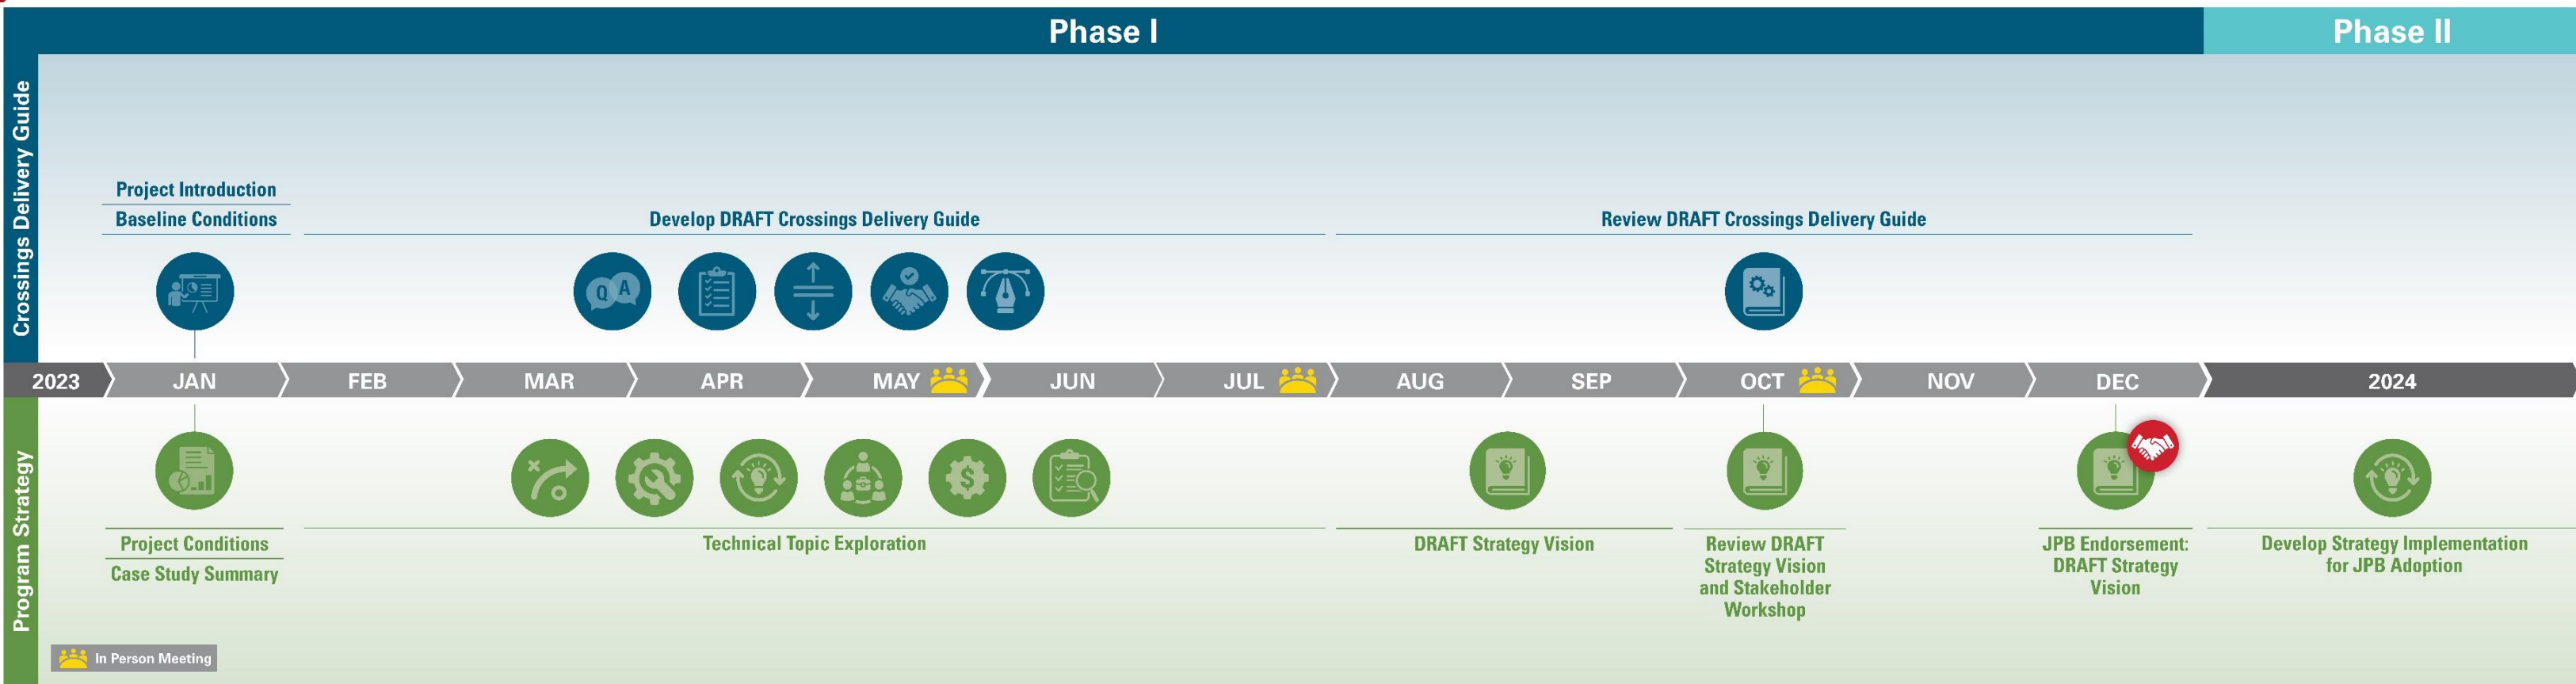 Phase I
Phase II
Crossings Delivery Guide
Project Introduction
Baseline Conditions
Develop DRAFT Crossings Delivery Guide
Review DRAFT Crossings Delivery Guide
Q A
2023
JAN
FEB
MAR
APR
MAY
JUN
JUL
AUG
SEP
OCT
NOV
DEC
2024
Program Strategy
$
Project Conditions
Case Study Summary
Technical Topic Exploration
DRAFT Strategy Vision
Review DRAFT
Strategy Vision
and Stakeholder
Workshop
JPB Endorsement:
DRAFT Strategy
Vision
Develop Strategy Implementation
for JPB Adoption
In Person Meeting